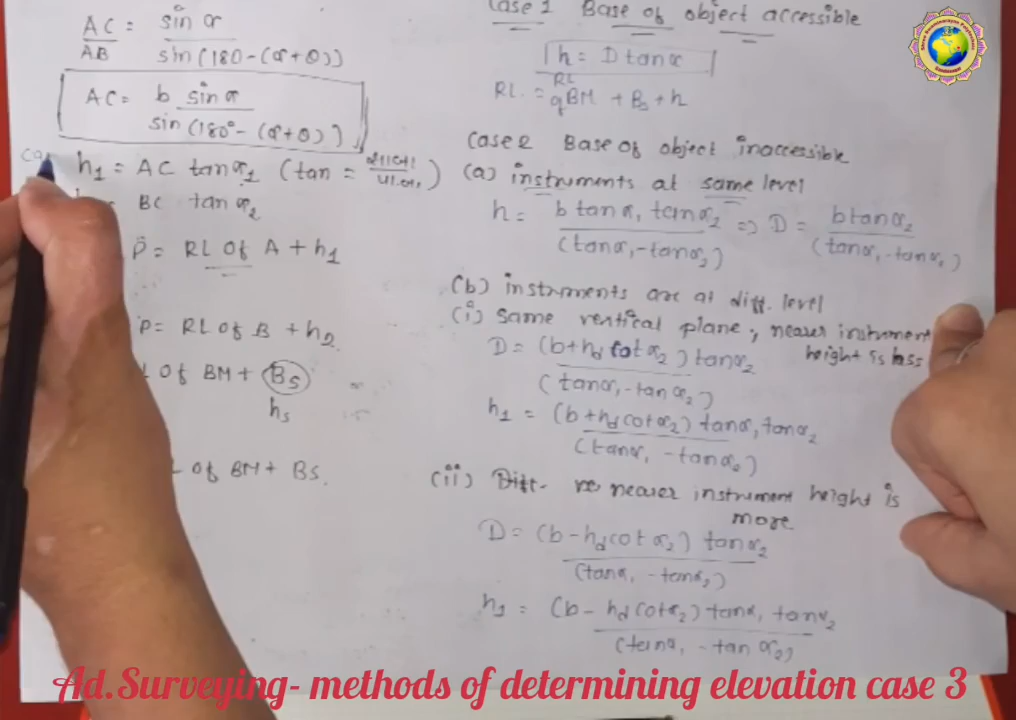 AC = sin α
AB sin (180 - (α + θ))
AC = b sin α
sin (180° - (α + θ))
h₁ = AC tan α₁ (tan = સામેની
BC tan α₂
P = RL Of A + h₁
P = RL Of B + h₂.
Of BM + Bs
hs
Of BM + Bs.
Case 1 Base of object accessible
h = D tan α
RL = RL of BM + Bs + h
Case 2 Base of object inaccessible
(a) instruments at same level
h = b tan α₁ tan α₂ => D = b tan α₂
(tan α₁ - tan α₂) (tan α₁ - tan α₂)
(b) instruments are at diff. level
(i) same vertical plane, nearer instrument
height is less
D = (b + hd cot α₂) tan α₂
(tan α₁ - tan α₂)
h₁ = (b + hd cot α₂) tan α₁ tan α₂
(tan α₁ - tan α₂)
(ii) Diff - nearer instrument height is
more
D = (b - hd cot α₂) tan α₂
(tan α₁ - tan α₂)
h₁ = (b - hd cot α₂) tan α₁ tan α₂
(tan α₁ - tan α₂)
Ad.Surveying- methods of determining elevation case 3